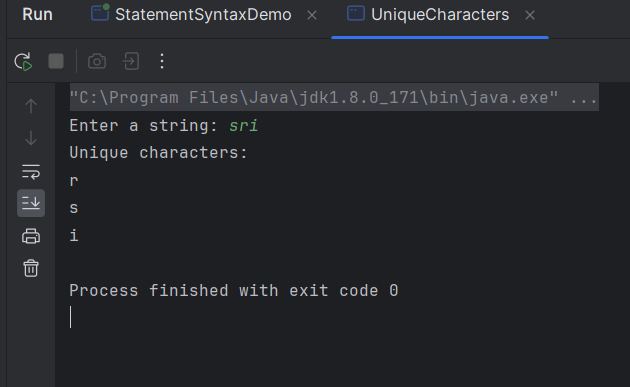 Run StatementSyntaxDemo UniqueCharacters
"C:\Program Files\Java\jdk1.8.0_171\bin\java.exe" ...
Enter a string: sri
Unique characters:
r
s
i
Process finished with exit code 0